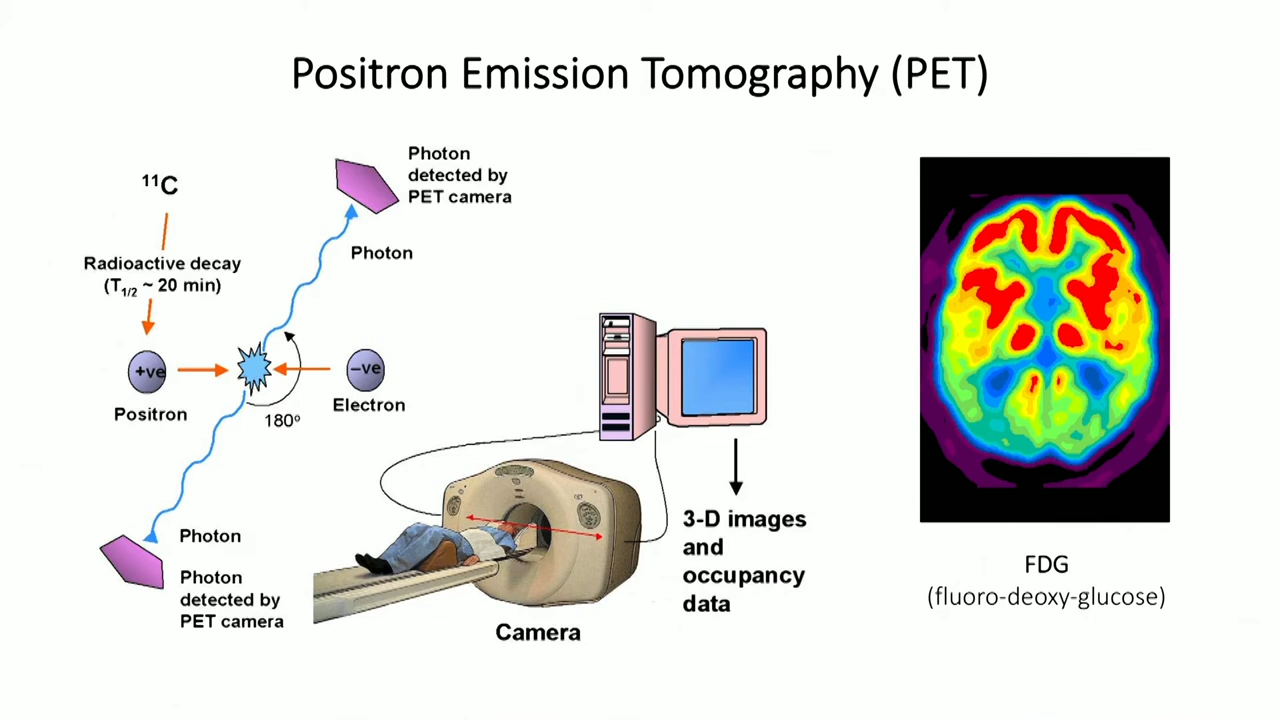 Positron Emission Tomography (PET)
¹¹C
Radioactive decay
(T₁/₂ ~ 20 min)
+ve
Positron
–ve
Electron
180º
Photon
detected by
PET camera
Photon
Photon
Photon
detected by
PET camera
Camera
3-D images
and
occupancy
data
FDG
(fluoro-deoxy-glucose)